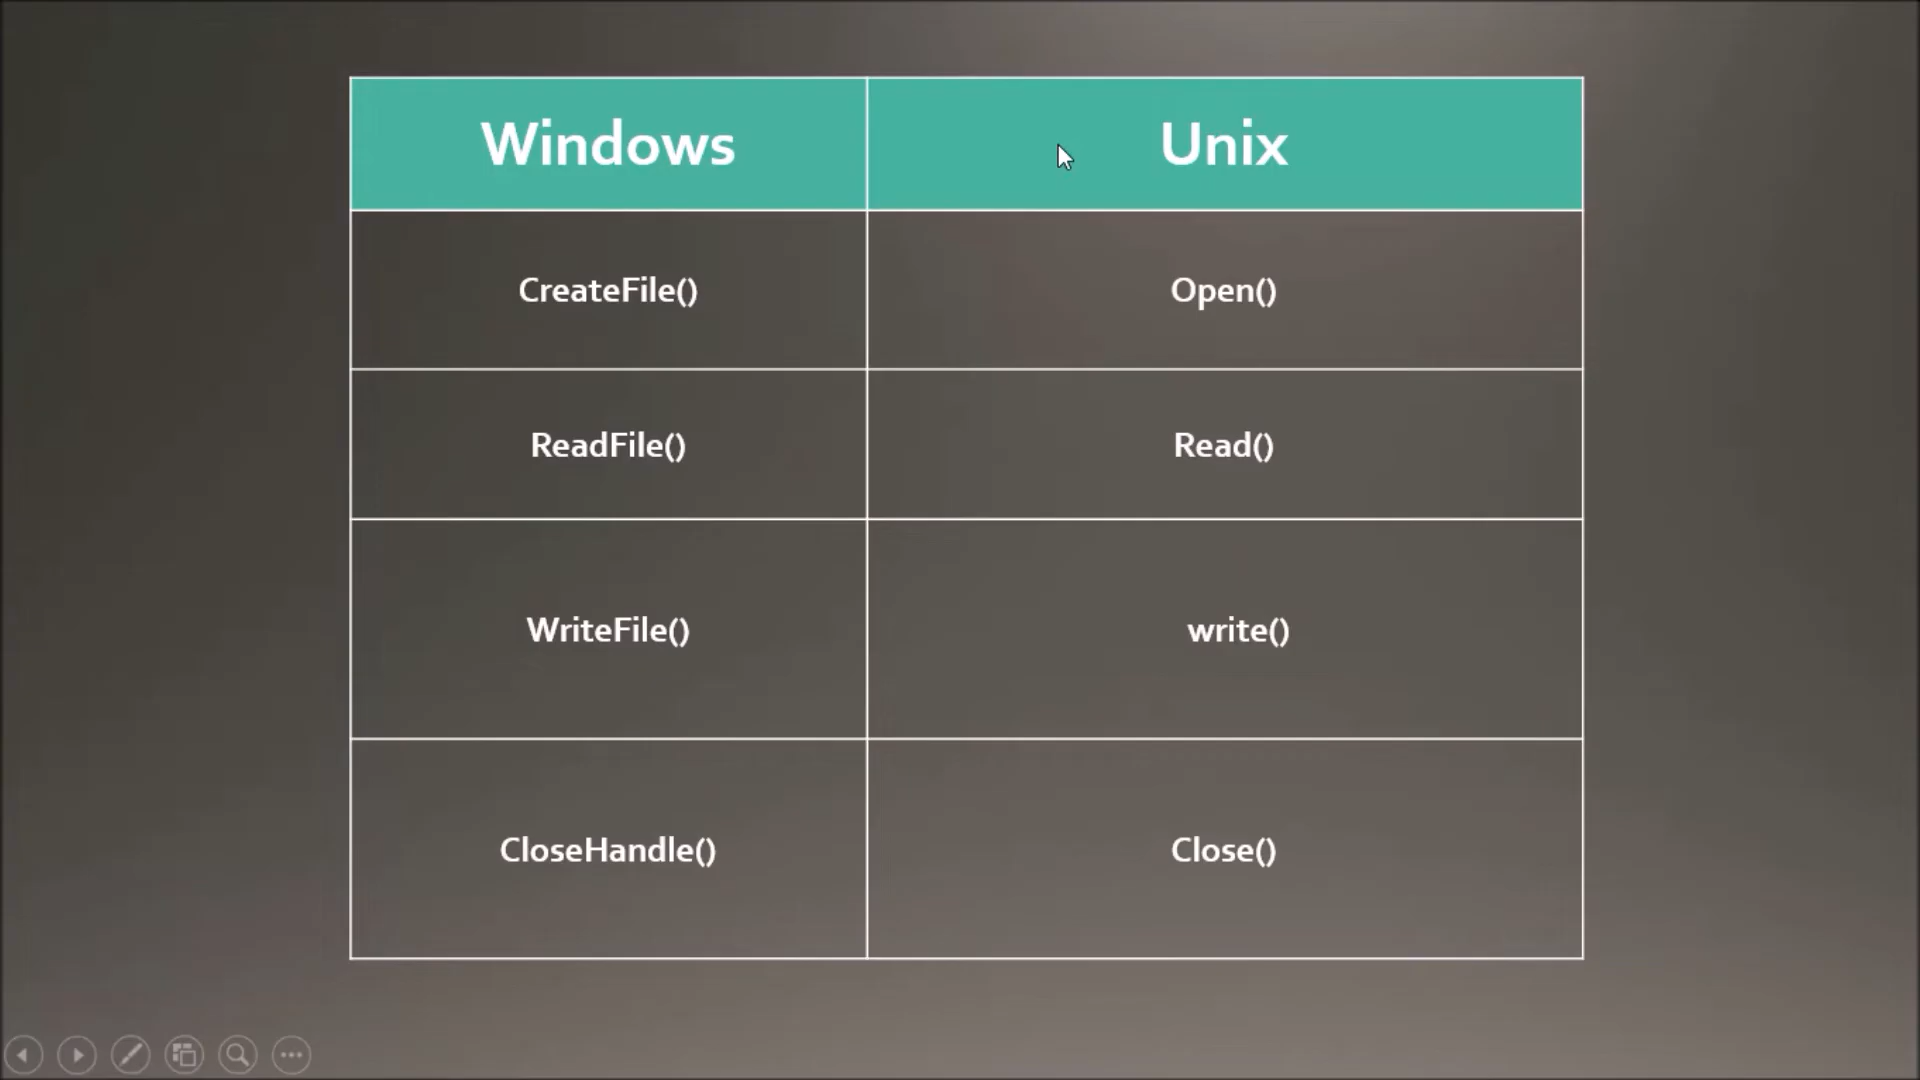 Windows Unix
CreateFile() Open()
ReadFile() Read()
WriteFile() write()
CloseHandle() Close()